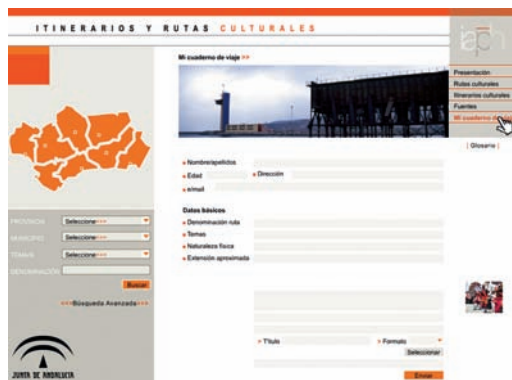 ITINERARIOS Y RUTAS CULTURALES
iaph
Mi cuaderno de viaje >>
Presentación
Rutas culturales
Itinerarios culturales
Fuentes
Mi cuaderno de
| Glosario |
Nombre/apellidos
Edad
Dirección
e/mail
Datos básicos
Denominación ruta
Temas
Naturaleza física
Extensión aproximada
PROVINCIA Seleccione>>>
MUNICIPIO Seleccione>>>
TEMAS Seleccione>>>
DENOMINACIÓN
Buscar
>>>Búsqueda Avanzada>>>
Título
Formato
Seleccionar
Enviar
JUNTA DE ANDALUCIA